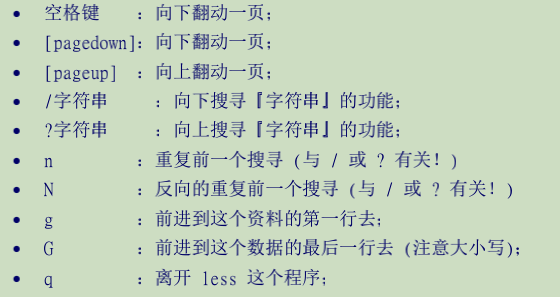 • 空格键 ：向下翻动一页；
• [pagedown]：向下翻动一页；
• [pageup] ：向上翻动一页；
• /字符串 ：向下搜寻『字符串』的功能；
• ?字符串 ：向上搜寻『字符串』的功能；
• n ：重复前一个搜寻 (与 / 或 ? 有关！)
• N ：反向的重复前一个搜寻 (与 / 或 ? 有关！)
• g ：前进到这个资料的第一行去；
• G ：前进到这个数据的最后一行去 (注意大小写)；
• q ：离开 less 这个程序；